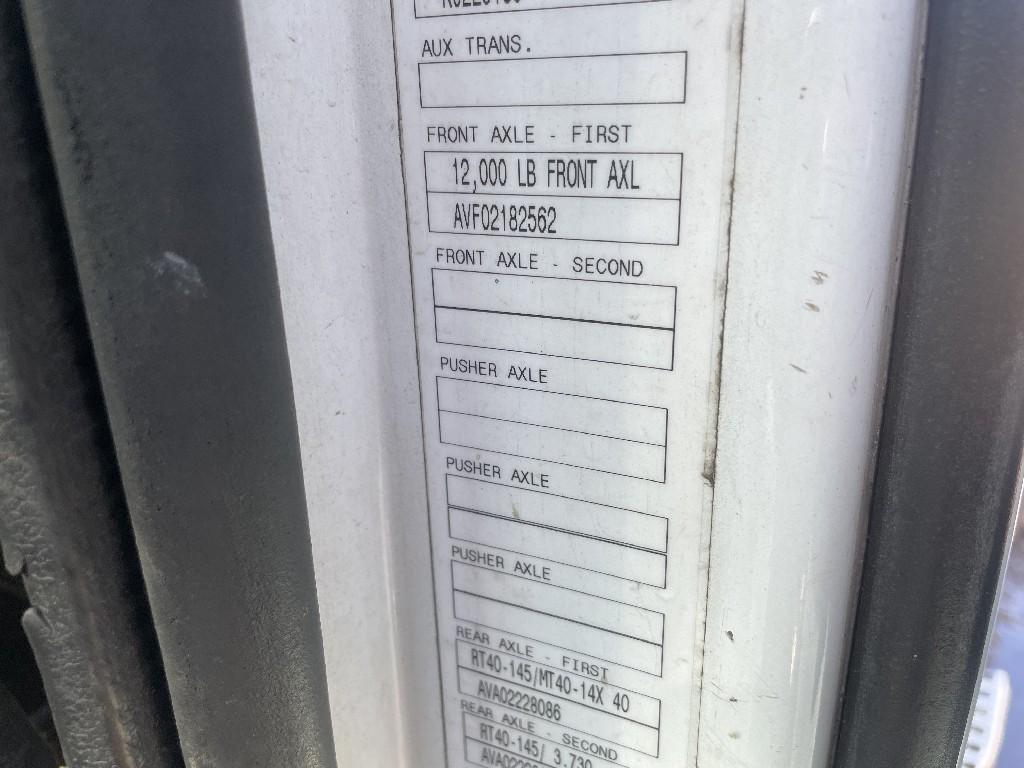 AUX TRANS.
FRONT AXLE - FIRST
12,000 LB FRONT AXL
AVF02182562
FRONT AXLE - SECOND
PUSHER AXLE
PUSHER AXLE
PUSHER AXLE
REAR AXLE - FIRST
RT40-145/MT40-14X 40
AVA02228086
REAR AXLE - SECOND
RT40-145/ 3.730